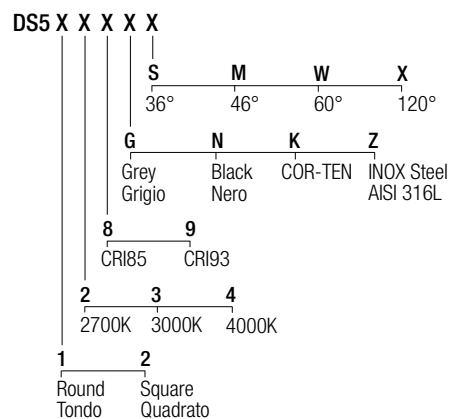 DS5 X X X X X
S M W X
36° 46° 60° 120°
G N K Z
Grey Black COR-TEN INOX Steel
Grigio Nero AISI 316L
8 9
CRI85 CRI93
2 3 4
2700K 3000K 4000K
1 2
Round Square
Tondo Quadrato